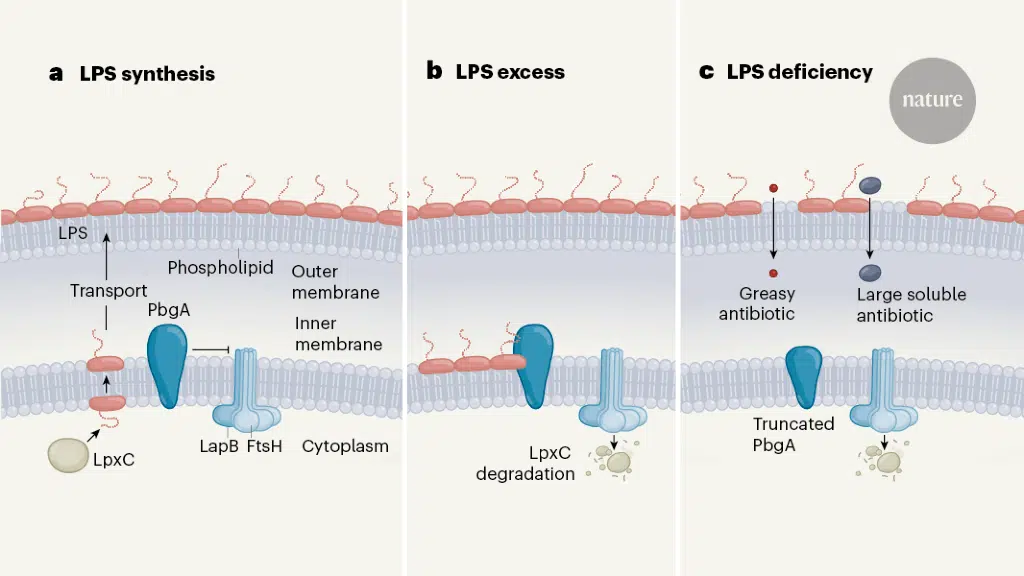 a LPS synthesis
LPS
Transport
Phospholipid
Outer
membrane
PbgA
Inner
membrane
LapB FtsH
Cytoplasm
LpxC
b LPS excess
LpxC
degradation
c LPS deficiency
nature
Greasy
antibiotic
Large soluble
antibiotic
Truncated
PbgA